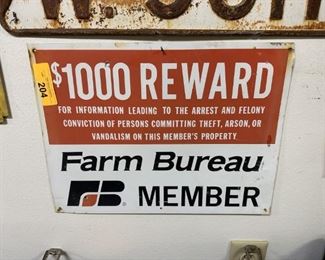 $1000 REWARD
204
FOR INFORMATION LEADING TO THE ARREST AND FELONY
CONVICTION OF PERSONS COMMITTING THEFT, ARSON, OR
VANDALISM ON THIS MEMBER'S PROPERTY
Farm Bureau
FB MEMBER